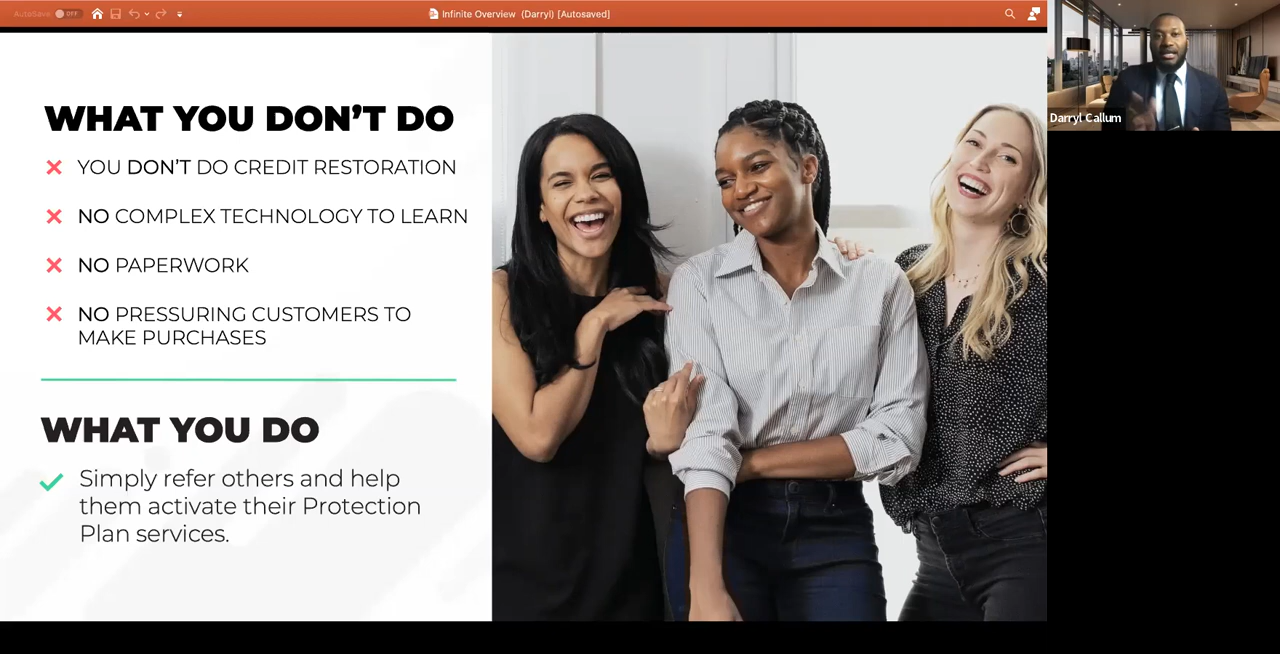 AutoSave OFF
Infinite Overview (Darryl) [Autosaved]
WHAT YOU DON'T DO
YOU DON'T DO CREDIT RESTORATION
NO COMPLEX TECHNOLOGY TO LEARN
NO PAPERWORK
NO PRESSURING CUSTOMERS TO
MAKE PURCHASES
WHAT YOU DO
Simply refer others and help
them activate their Protection
Plan services.
Darryl Callum